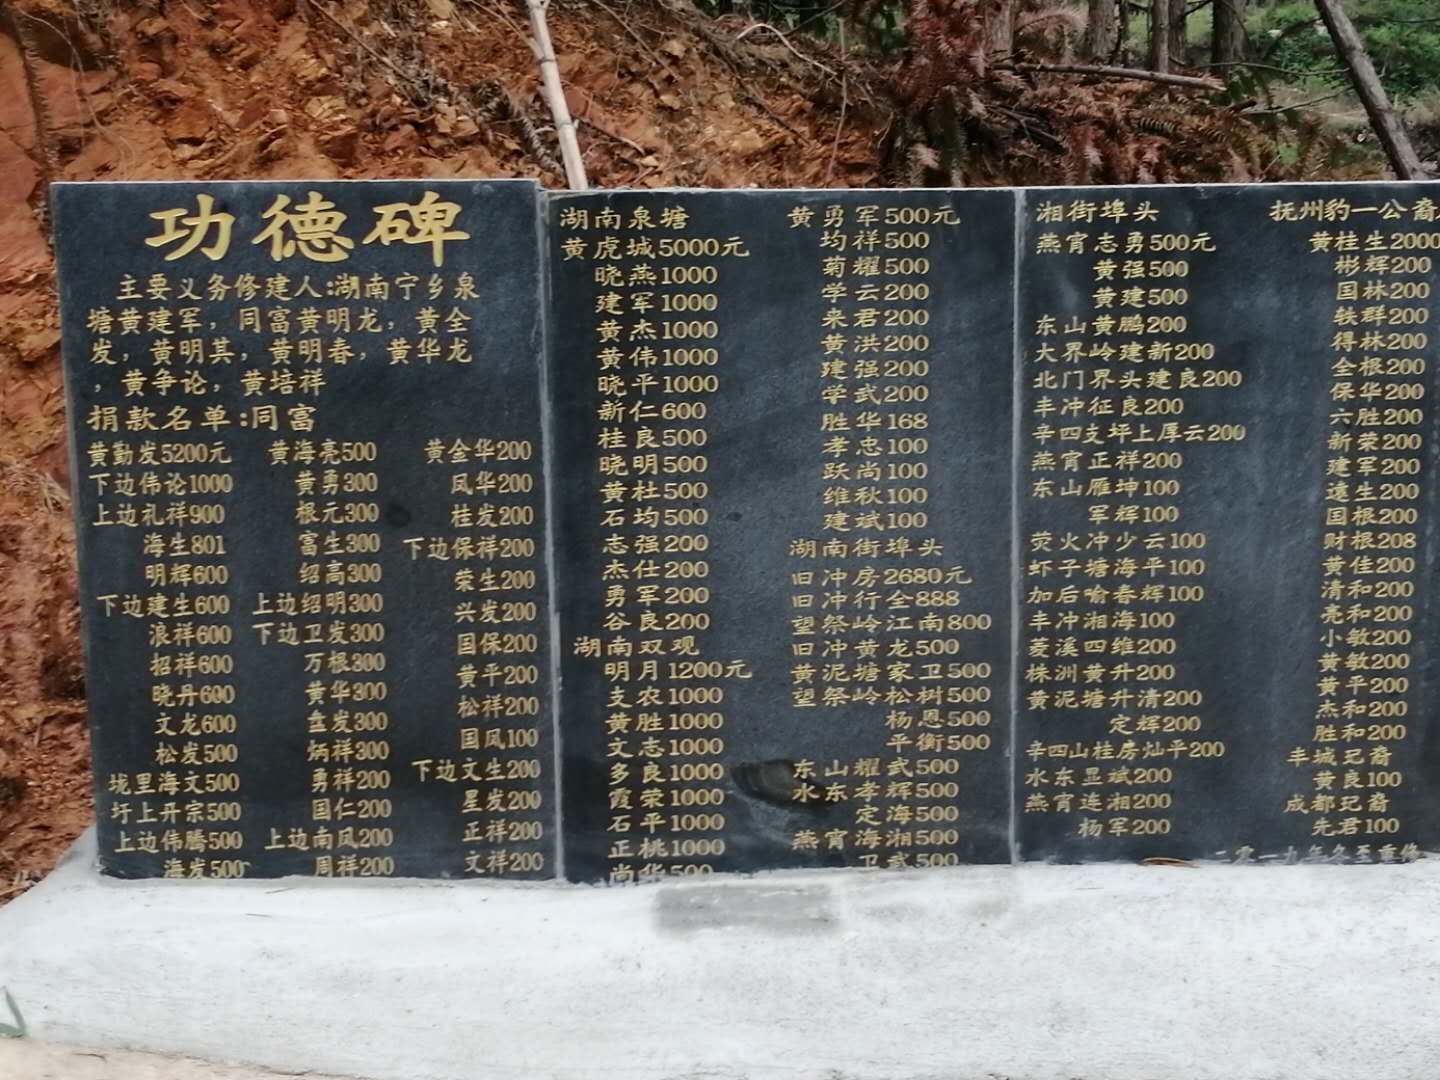 功德碑
主要义务修建人:湖南宁乡泉
塘黄建军，同富黄明龙，黄全
发，黄明其，黄明春，黄华龙
，黄争论，黄培祥
捐款名单:同富
黄勤发5200元
下边伟论1000
上边礼祥900
海生801
明辉600
下边建生600
浪祥600
招祥600
晓丹600
文龙600
松发500
垅里海文500
圩上开宗500
上边伟腾500
海发500
黄海亮500
黄勇300
根元300
富生300
绍高300
上边绍明300
下边卫发300
万根300
黄华300
盘发300
炳祥300
勇祥200
国仁200
上边南凤200
周祥200
黄金华200
凤华200
桂发200
下边保祥200
荣生200
兴发200
国保200
黄平200
松祥200
国凤100
下边文生200
星发200
正祥200
文祥200
湖南泉塘
黄虎城5000元
晓燕1000
建军1000
黄杰1000
黄伟1000
晓平1000
新仁600
桂良500
晓明500
黄杜500
石均500
志强200
杰仕200
勇军200
谷良200
湖南双观
明月1200元
支农1000
黄胜1000
文志1000
多良1000
霞荣1000
石平1000
正桃1000
尚华500
黄勇军500元
均祥500
菊耀500
学云200
来君200
黄洪200
建强200
学武200
胜华168
孝忠100
跃尚100
维秋100
建斌100
湖南街埠头
旧冲房2680元
旧冲行全888
望祭岭江南800
旧冲黄龙500
黄泥塘家卫500
望祭岭松树500
杨恩500
平衡500
东山耀武500
水东孝辉500
定海500
燕宵海湘500
卫武500
湘街埠头
燕宵志勇500元
黄强500
黄建500
东山黄鹏200
大界岭建新200
北门界头建良200
丰冲征良200
辛四支坪上厚云200
燕宵正祥200
东山雁坤100
军辉100
荧火冲少云100
虾子塘海平100
加后喻春辉100
丰冲湘海100
菱溪四维200
株洲黄升200
黄泥塘升清200
定辉200
辛四山桂房灿平200
水东显斌200
燕宵连湘200
杨军200
抚州豹一公裔
黄桂生2000
彬辉200
国林200
轶群200
得林200
全根200
保华200
六胜200
新荣200
建军200
远生200
国根200
财根208
黄佳200
清和200
亮和200
小敏200
黄敏200
黄平200
杰和200
胜和200
丰城玘裔
黄良100
成都玘裔
先君100
二零一九年冬至重修